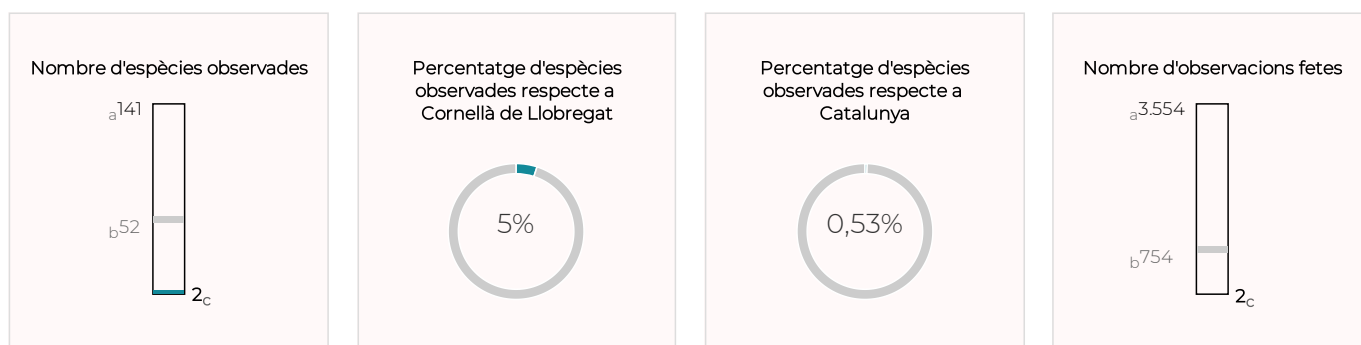 Nombre d'espècies observades
a141
b52
2c
Percentatge d'espècies
observades respecte a
Cornellà de Llobregat
5%
Percentatge d'espècies
observades respecte a
Catalunya
0,53%
Nombre d'observacions fetes
a3.554
b754
2c